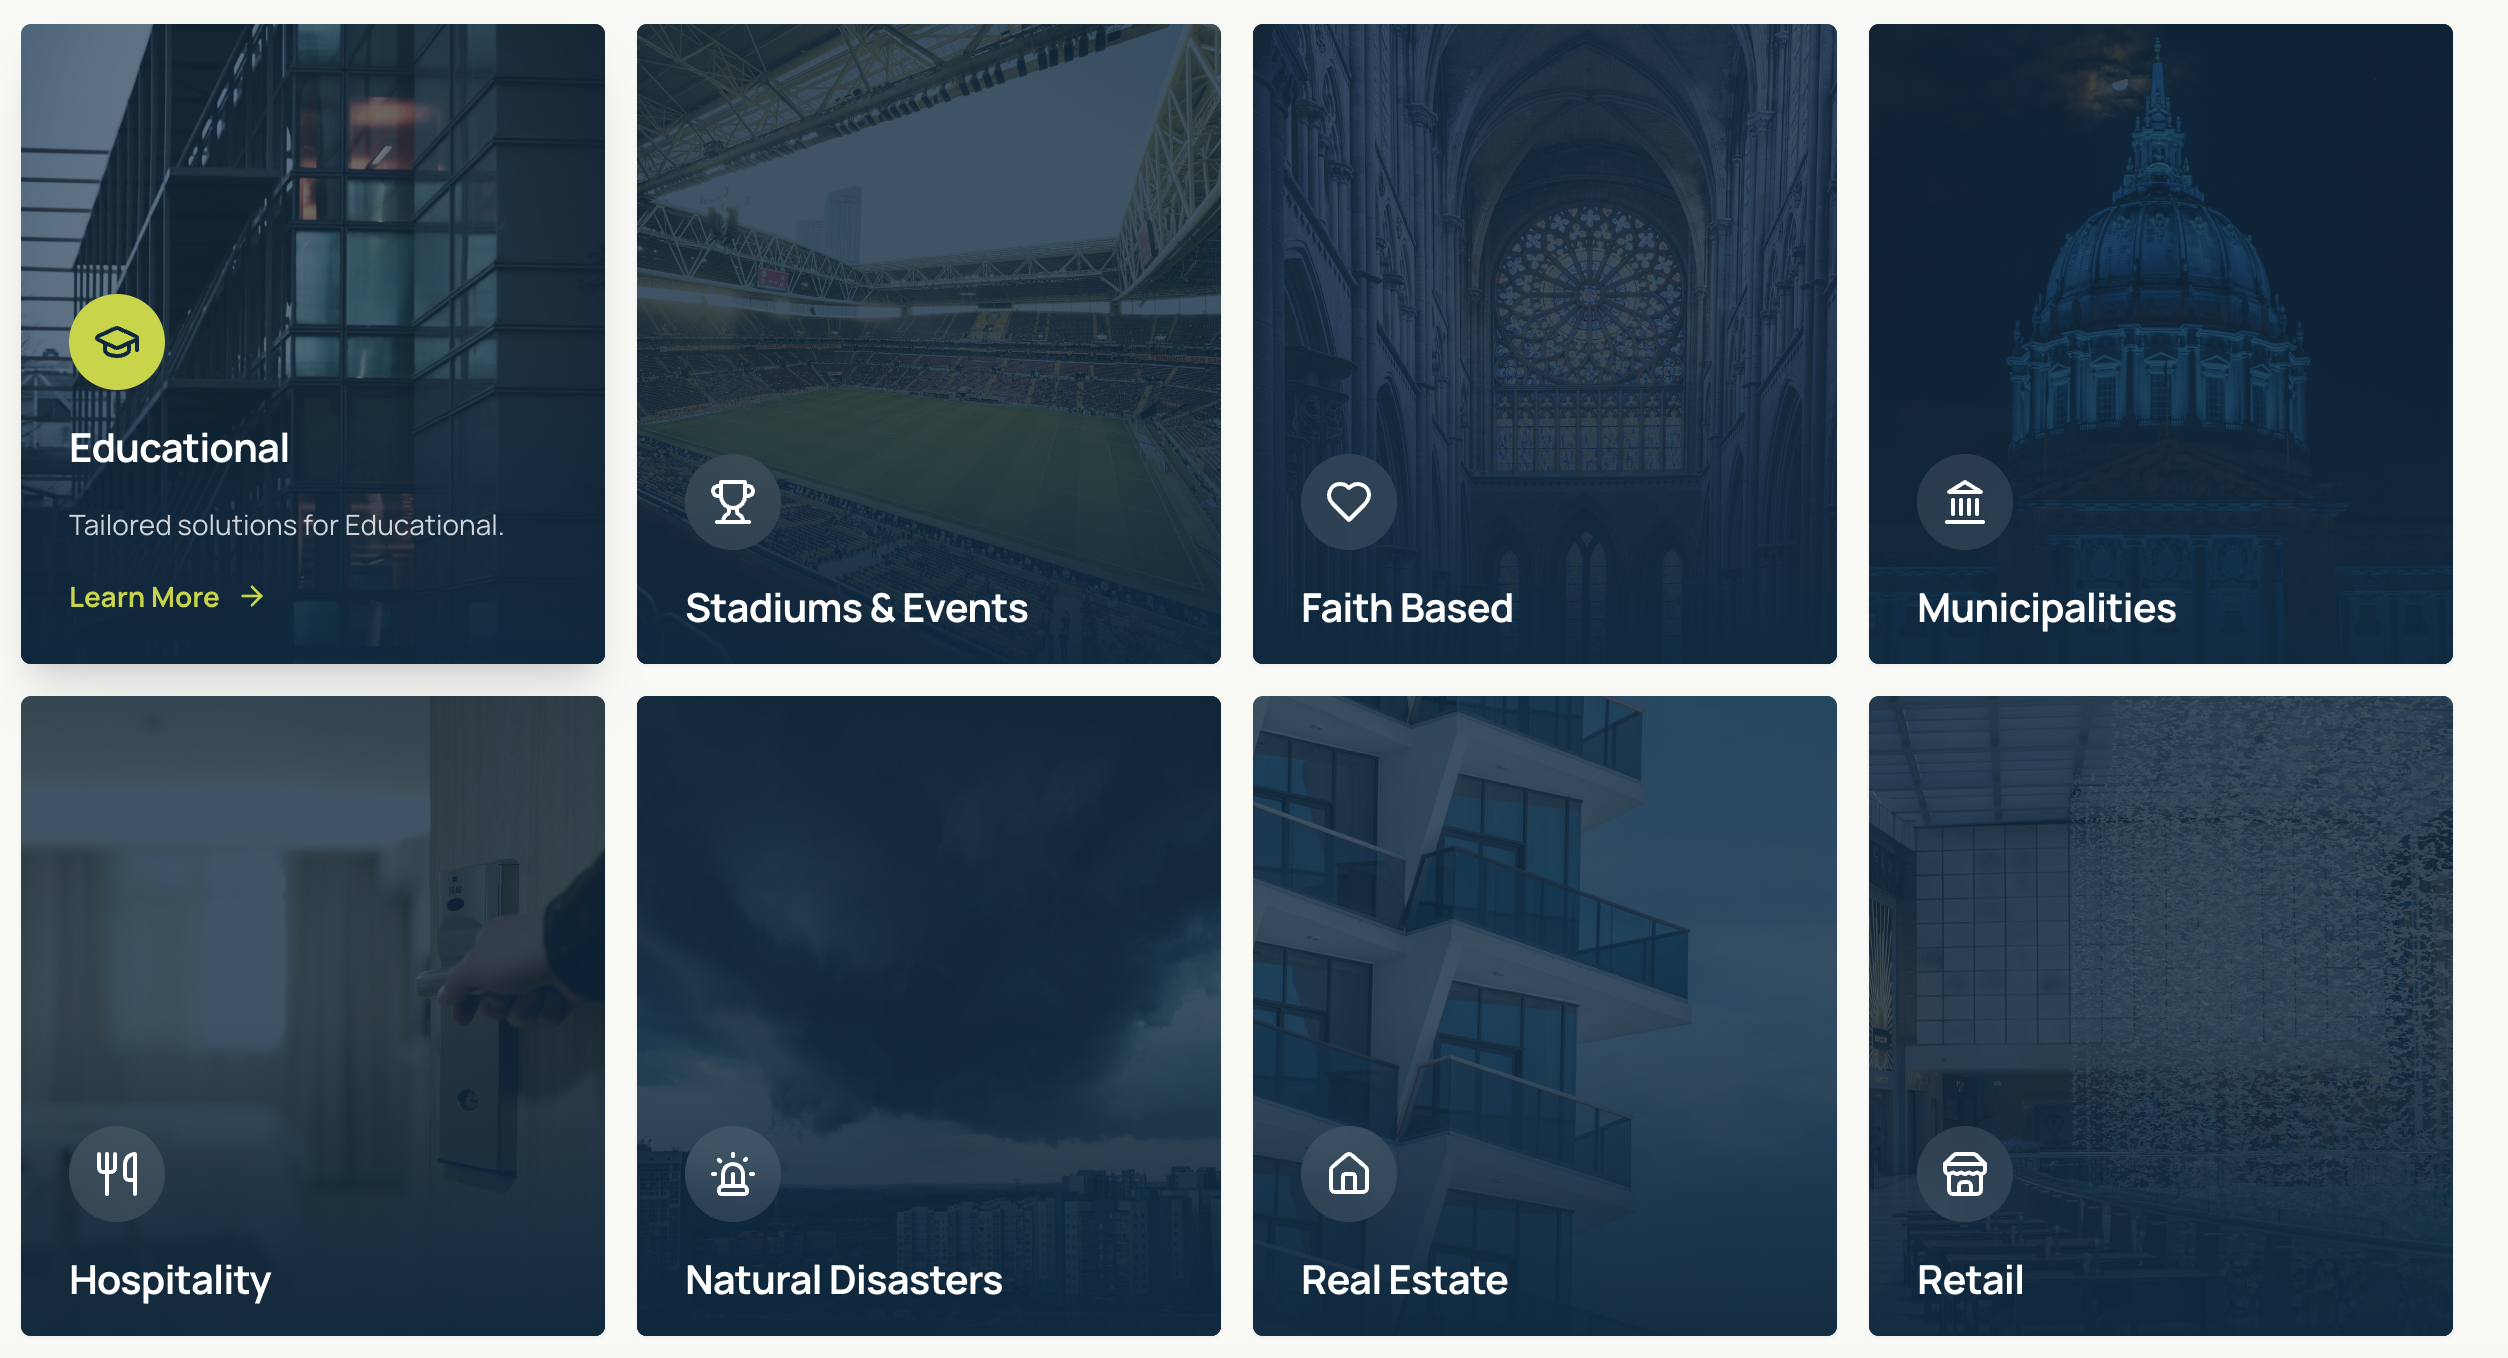 Educational
Tailored solutions for Educational.
Learn More
Stadiums & Events
Faith Based
Municipalities
Hospitality
Natural Disasters
Real Estate
Retail